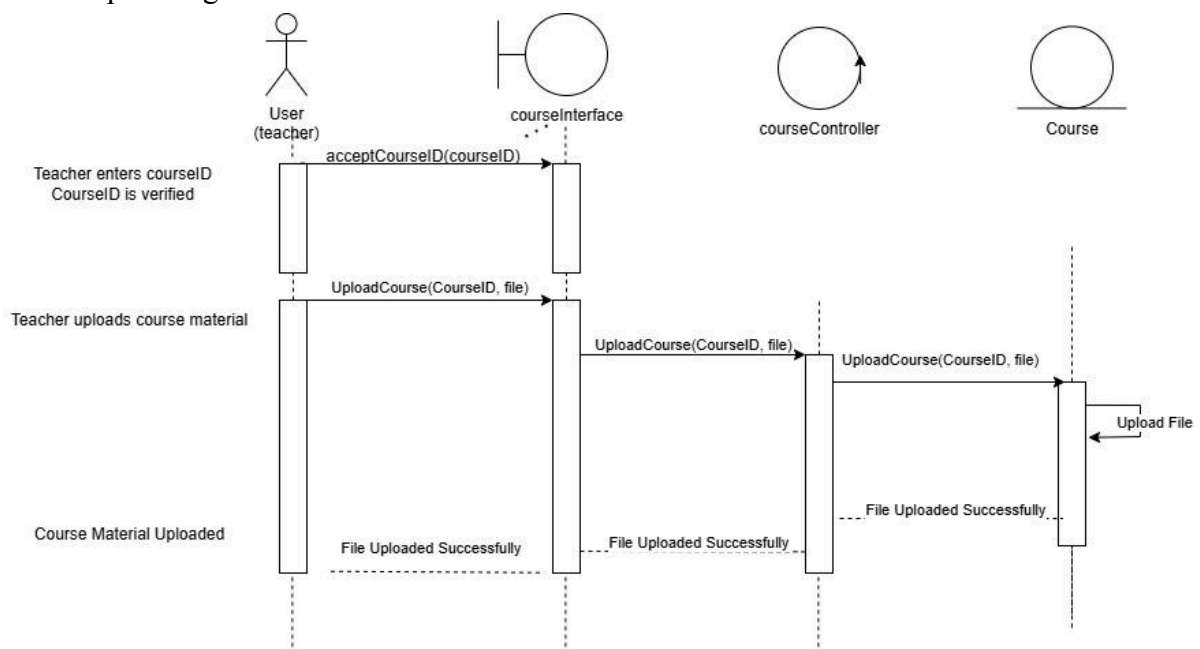 User
(teacher)
courseInterface
courseController
Course
acceptCourseID(courseID)
Teacher enters courseID
CourseID is verified
UploadCourse(CourseID, file)
Teacher uploads course material
UploadCourse(CourseID, file)
UploadCourse(CourseID, file)
Upload File
File Uploaded Successfully
Course Material Uploaded
File Uploaded Successfully
File Uploaded Successfully